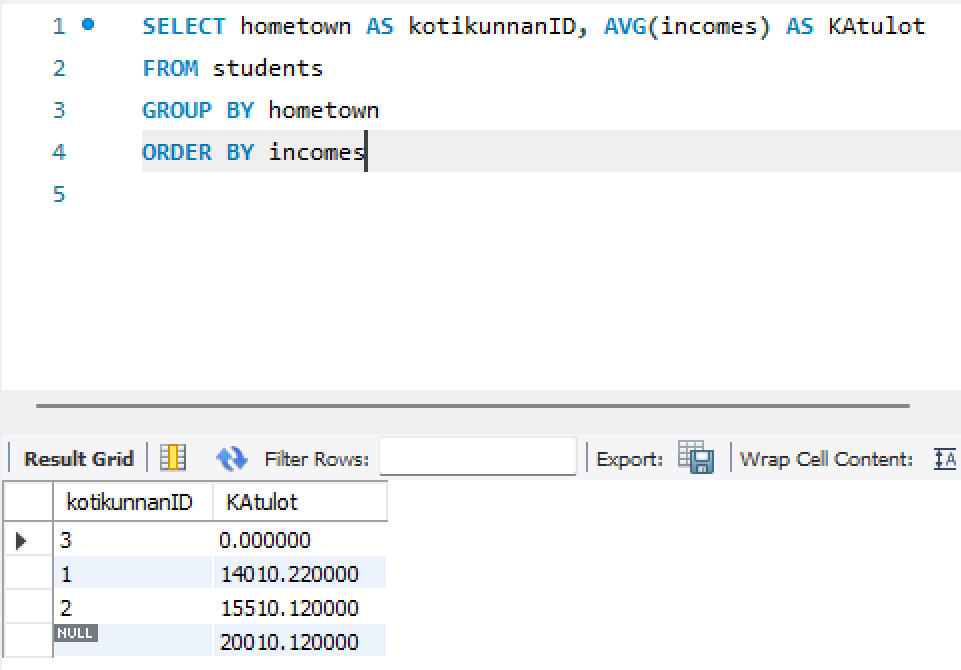 1 SELECT hometown AS kotikunnanID, AVG(incomes) AS KAtulot
2 FROM students
3 GROUP BY hometown
4 ORDER BY incomes
5
Result Grid Filter Rows: Export: Wrap Cell Content: IA
kotikunnanID KAtulot
3 0.000000
1 14010.220000
2 15510.120000
NULL 20010.120000